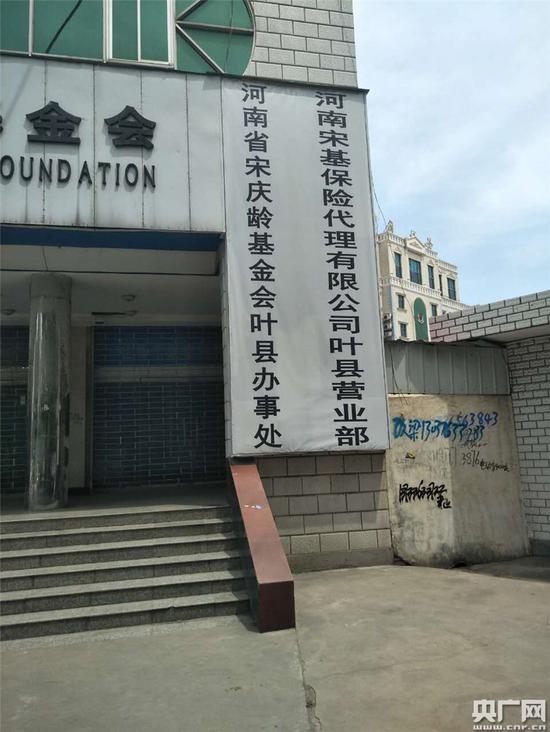 金会
OUNDATION
河南省宋庆龄基金会叶县办事处
河南宋基保险代理有限公司叶县营业部
央广网
www.cnr.cn